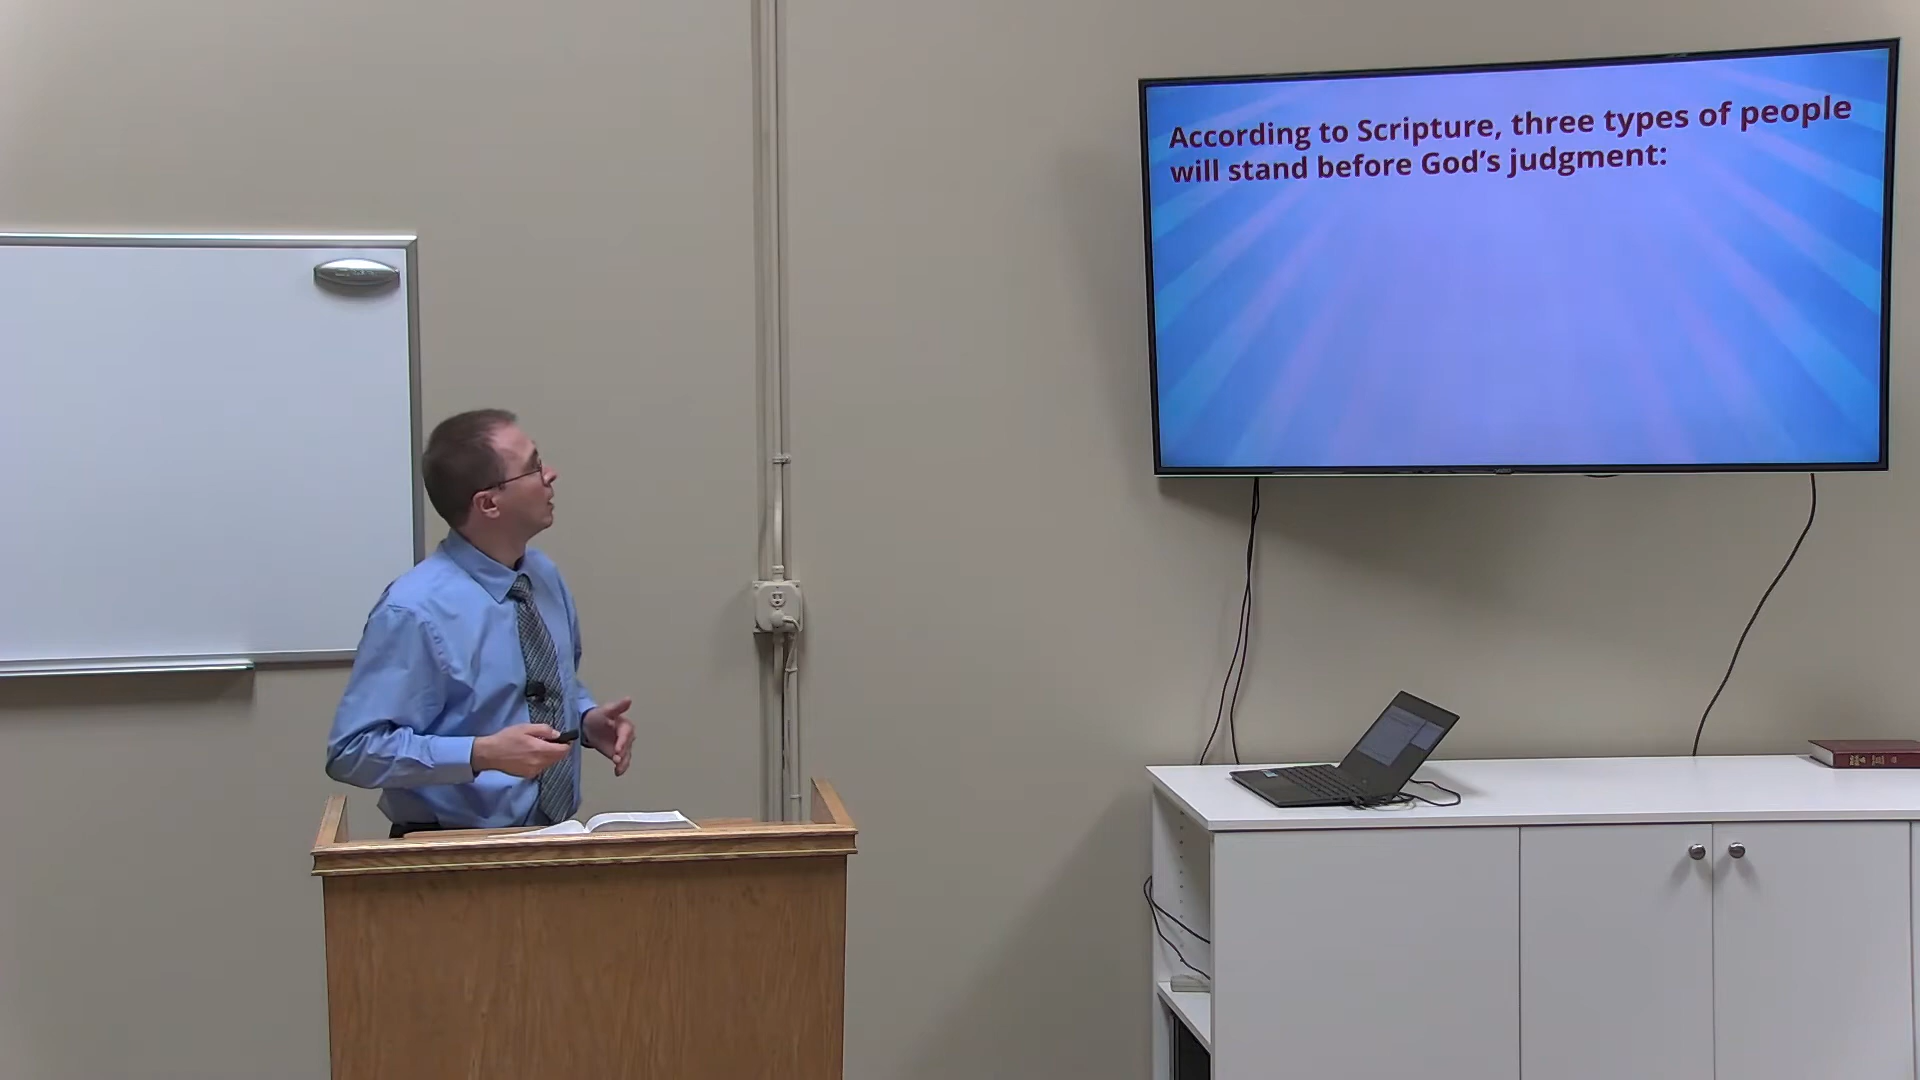 According to Scripture, three types of people
will stand before God's judgment: